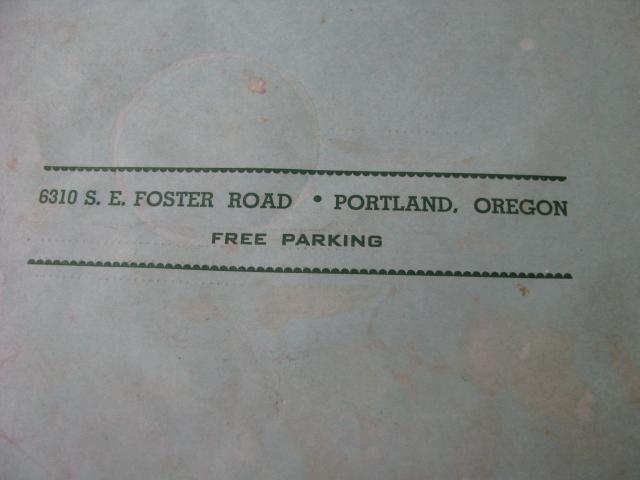 6310 S. E. FOSTER ROAD • PORTLAND, OREGON
FREE PARKING